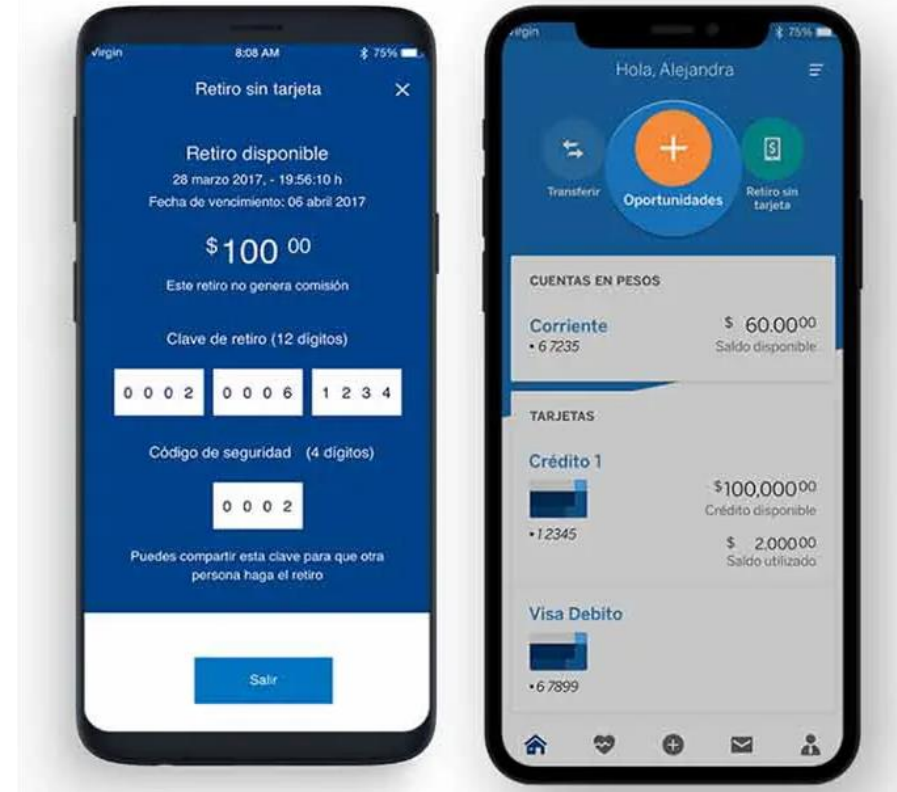 Virgin 8:08 AM 75%
Retiro sin tarjeta
Retiro disponible
28 marzo 2017, - 19:56:10 h
Fecha de vencimiento: 06 abril 2017
$100 00
Este retiro no genera comisión
Clave de retiro (12 dígitos)
0 0 0 2 0 0 0 6 1 2 3 4
Código de seguridad (4 dígitos)
0 0 0 2
Puedes compartir esta clave para que otra
persona haga el retiro
Salir
Virgin 75%
Hola, Alejandra
Transferir
Oportunidades
Retiro sin
tarjeta
CUENTAS EN PESOS
Corriente $ 60.00 00
• 6 7235 Saldo disponible
TARJETAS
Crédito 1
$100,000 00
Crédito disponible
• 12345
$ 2.000 00
Saldo utilizado
Visa Debito
• 6 7899